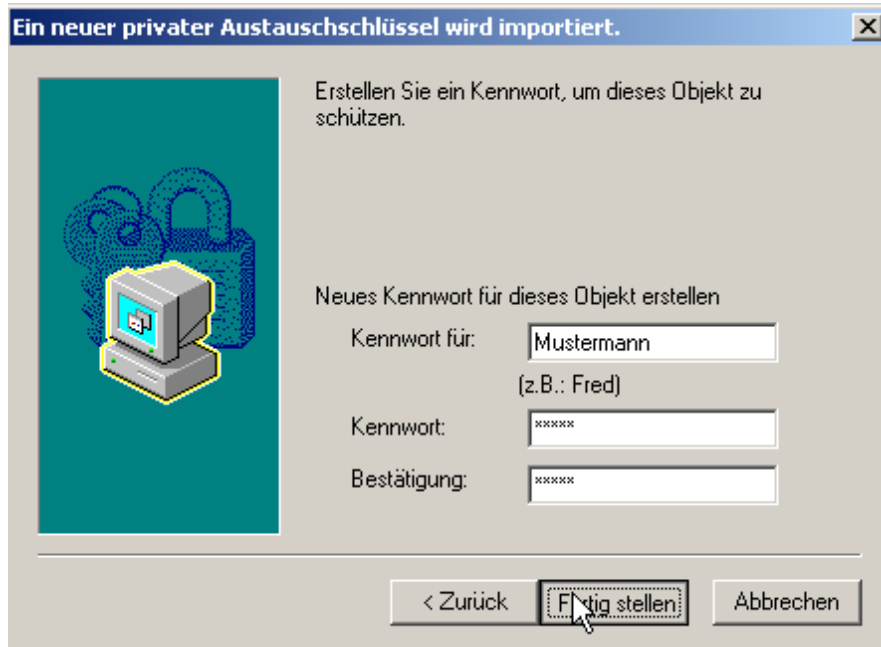 Ein neuer privater Austauschschlüssel wird importiert.
Erstellen Sie ein Kennwort, um dieses Objekt zu
schützen.
Neues Kennwort für dieses Objekt erstellen
Kennwort für:
Mustermann
(z.B.: Fred)
Kennwort:
*****
Bestätigung:
*****
< Zurück
Fertig stellen
Abbrechen